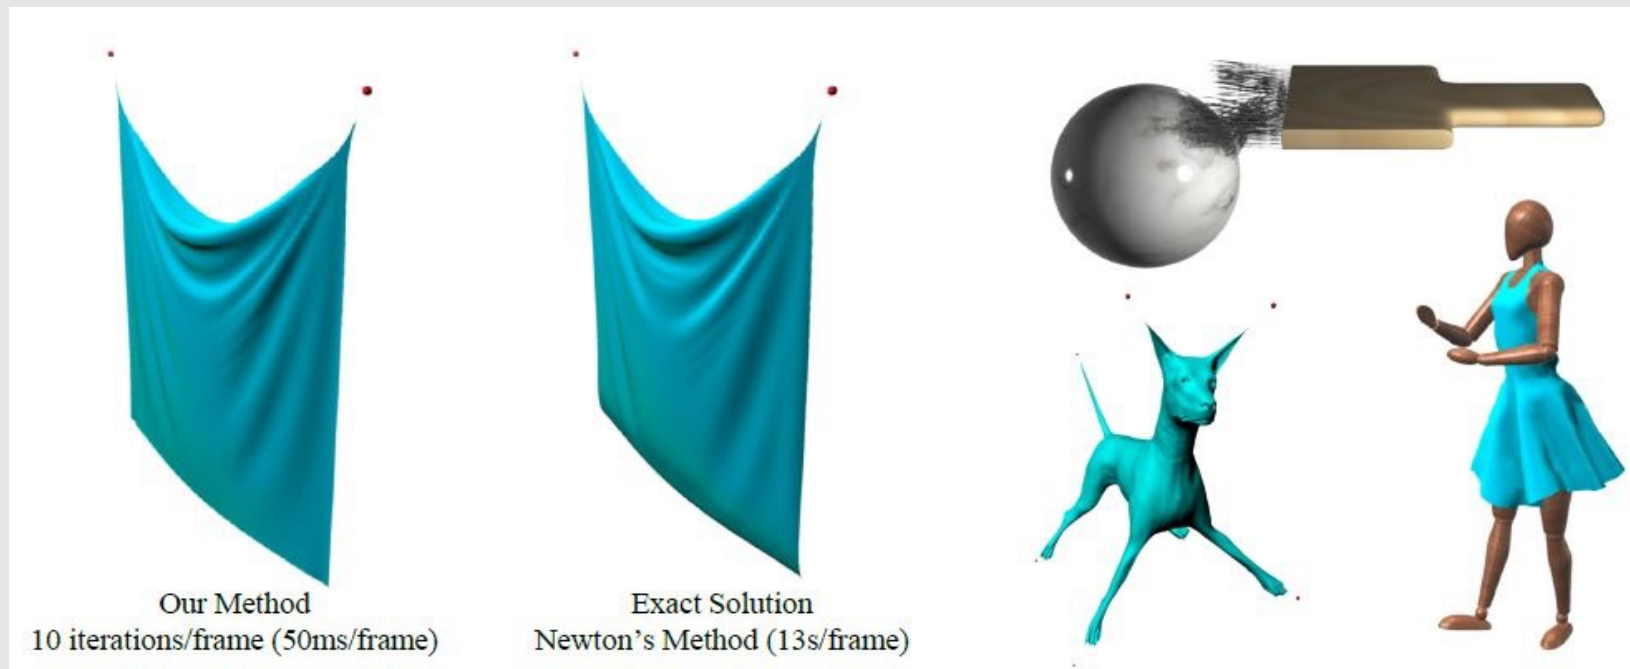 Our Method
10 iterations/frame (50ms/frame)
Exact Solution
Newton's Method (13s/frame)